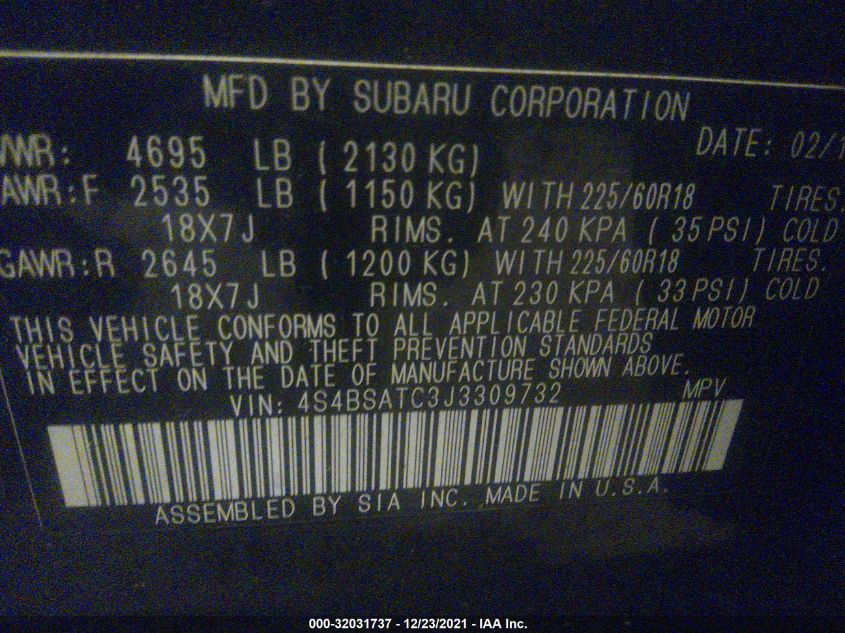 MFD BY SUBARU CORPORATION
DATE: 02/1
VWR: 4695 LB ( 2130 KG)
AWR:F 2535 LB ( 1150 KG) WITH 225/60R18 TIRES.
18X7J RIMS. AT 240 KPA ( 35 PSI) COLD
GAWR:R 2645 LB ( 1200 KG) WITH 225/60R18 TIRES.
18X7J RIMS. AT 230 KPA ( 33 PSI) COLD
THIS VEHICLE CONFORMS TO ALL APPLICABLE FEDERAL MOTOR
VEHICLE SAFETY AND THEFT PREVENTION STANDARDS
IN EFFECT ON THE DATE OF MANUFACTURE SHOWN ABOVE.
VIN: 4S4BSATC3J3309732 MPV
ASSEMBLED BY SIA INC. MADE IN U.S.A.
000-32031737 - 12/23/2021 - IAA Inc.